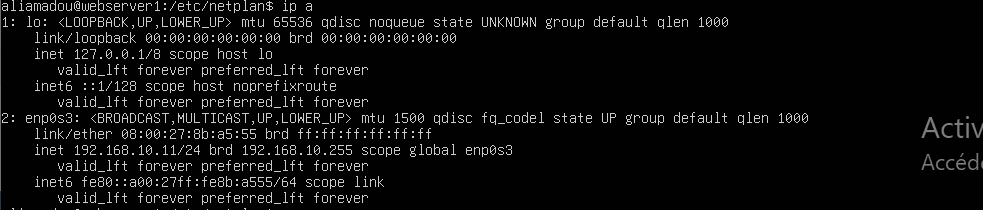 aliamadou@webserver1:/etc/netplan$ ip a
1: lo: <LOOPBACK,UP,LOWER_UP> mtu 65536 qdisc noqueue state UNKNOWN group default qlen 1000
    link/loopback 00:00:00:00:00:00 brd 00:00:00:00:00:00
    inet 127.0.0.1/8 scope host lo
       valid_lft forever preferred_lft forever
    inet6 ::1/128 scope host noprefixroute
       valid_lft forever preferred_lft forever
2: enp0s3: <BROADCAST,MULTICAST,UP,LOWER_UP> mtu 1500 qdisc fq_codel state UP group default qlen 1000
    link/ether 08:00:27:8b:a5:55 brd ff:ff:ff:ff:ff:ff
    inet 192.168.10.11/24 brd 192.168.10.255 scope global enp0s3
       valid_lft forever preferred_lft forever
    inet6 fe80::a00:27ff:fe8b:a555/64 scope link
       valid_lft forever preferred_lft forever
Activ
Accéde